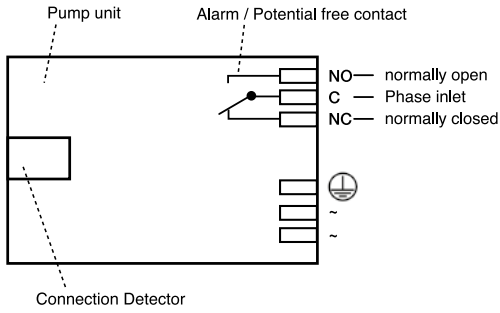 Pump unit
Alarm / Potential free contact
NO — normally open
C — Phase inlet
NC — normally closed
~
~
Connection Detector